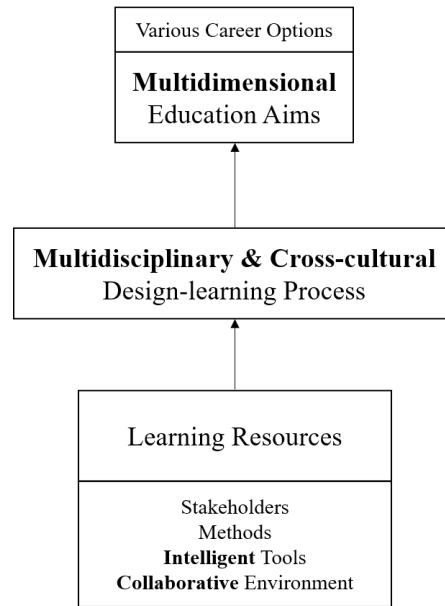 Various Career Options
Multidimensional
Education Aims
Multidisciplinary & Cross-cultural
Design-learning Process
Learning Resources
Stakeholders
Methods
Intelligent Tools
Collaborative Environment